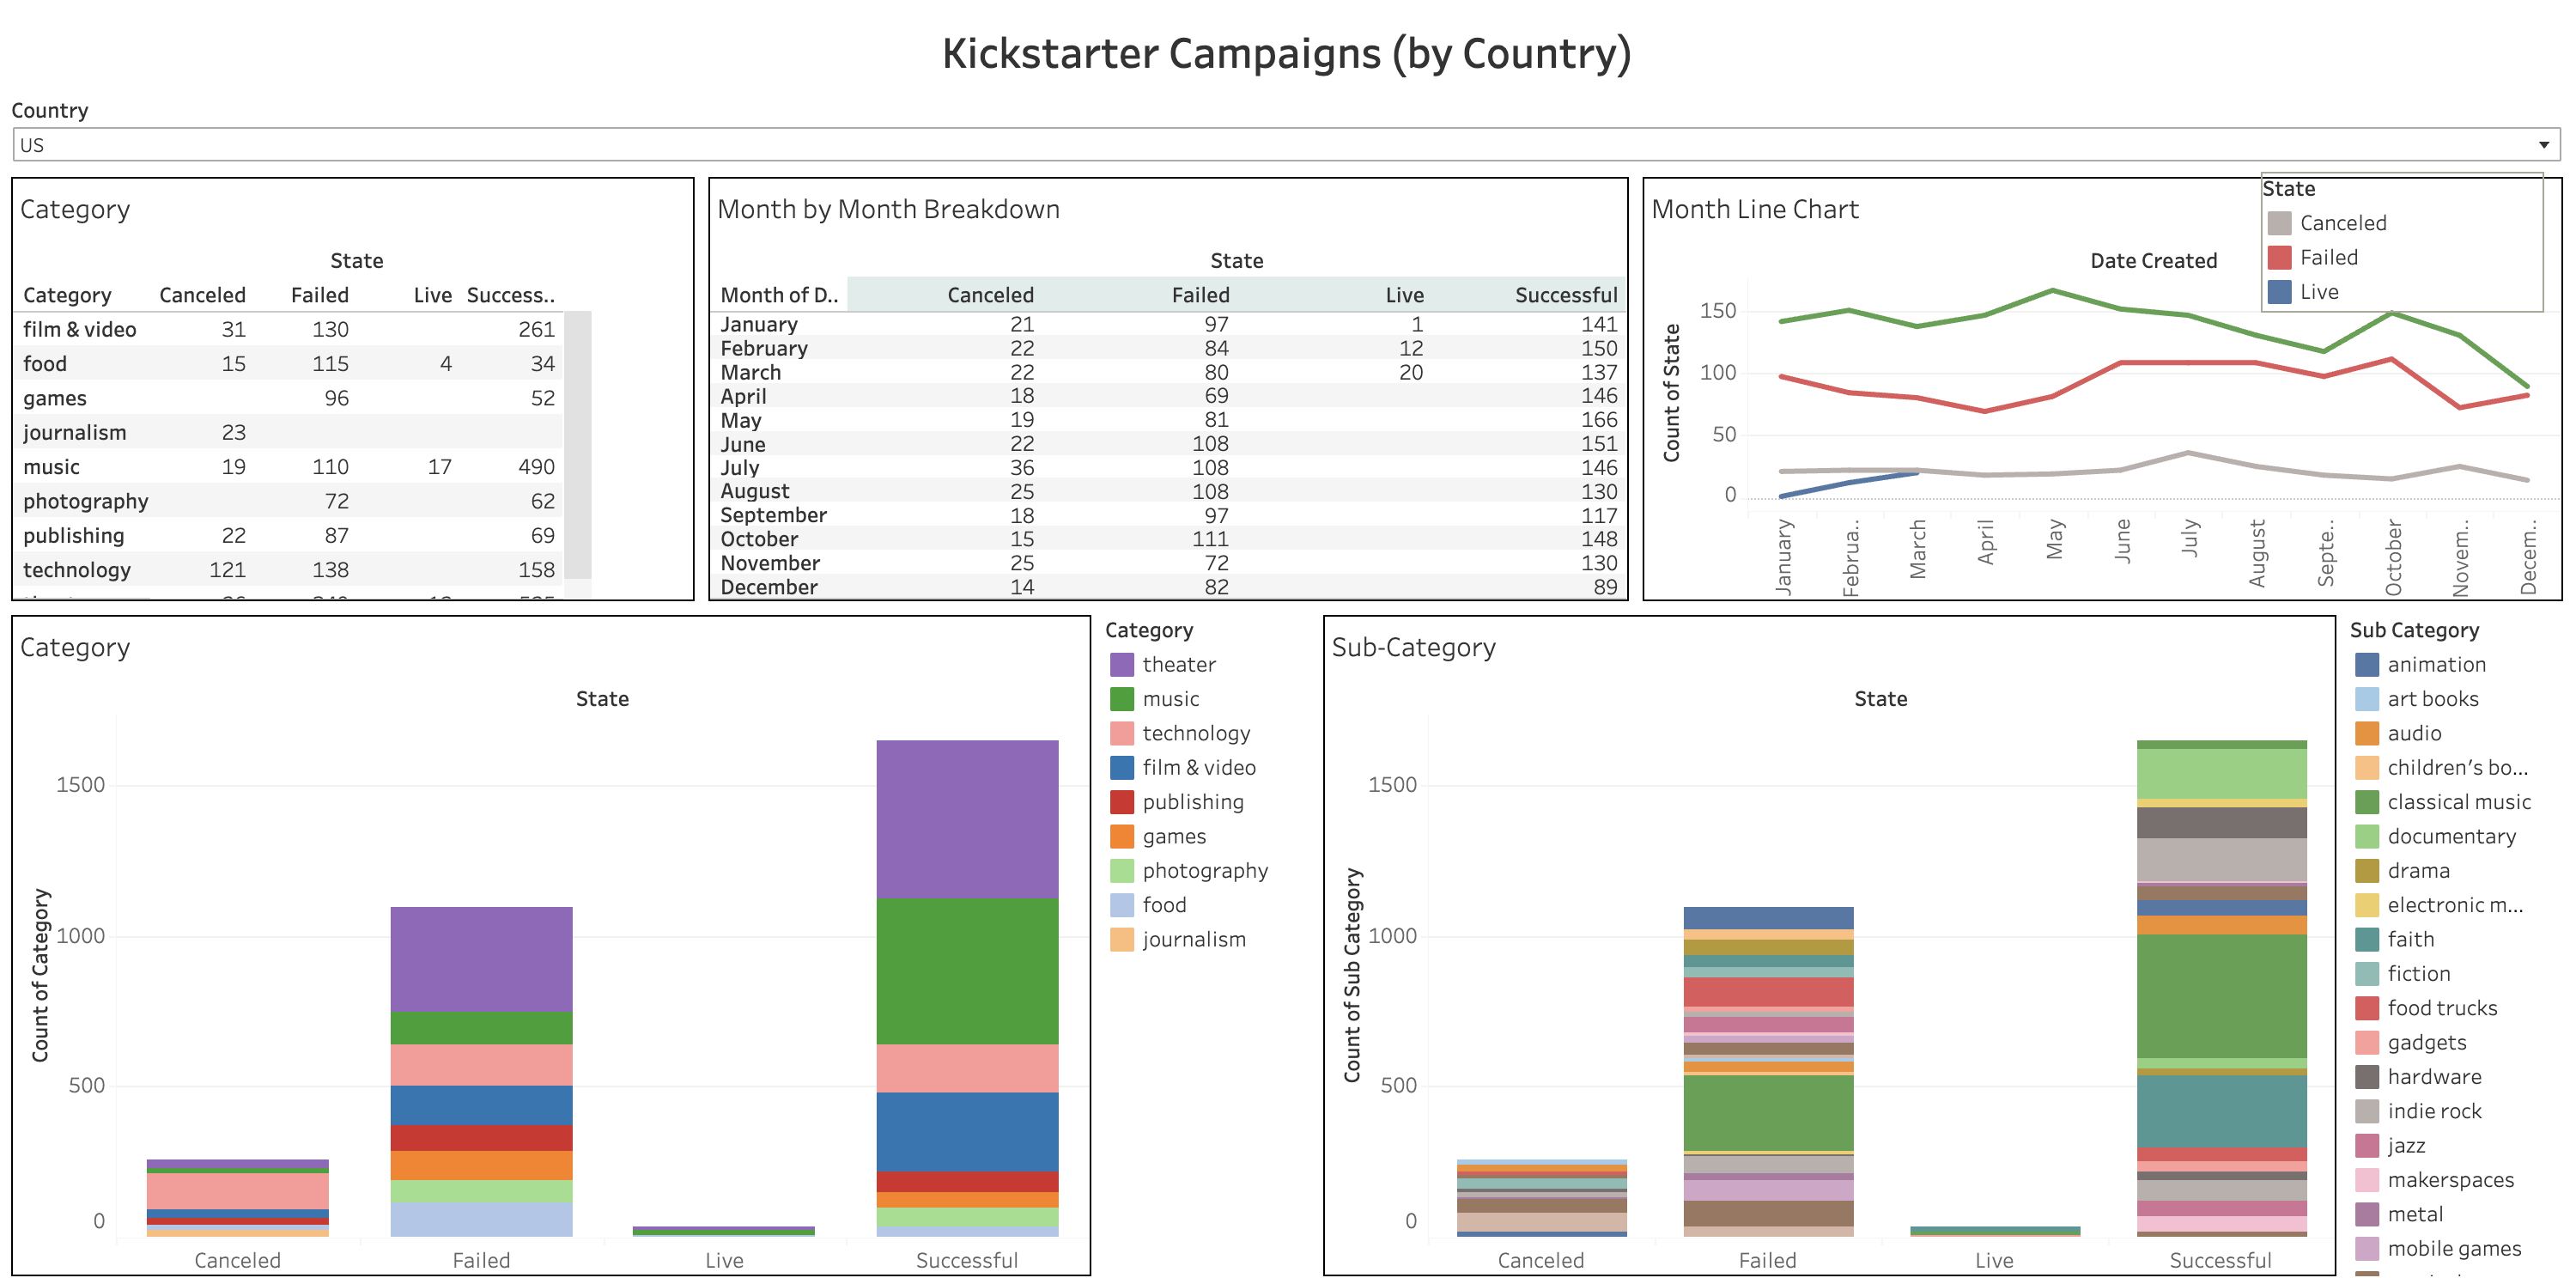 Kickstarter Campaigns (by Country)
Country
US
Category
State
Category Canceled Failed Live Success..
film & video 31 130 261
food 15 115 4 34
games 96 52
journalism 23
music 19 110 17 490
photography 72 62
publishing 22 87 69
technology 121 138 158
Month by Month Breakdown
State
Month of D.. Canceled Failed Live Successful
January 21 97 1 141
February 22 84 12 150
March 22 80 20 137
April 18 69 146
May 19 81 166
June 22 108 151
July 36 108 146
August 25 108 130
September 18 97 117
October 15 111 148
November 25 72 130
December 14 82 89
Month Line Chart
State
Canceled
Failed
Live
Date Created
Count of State
150
100
50
0
January
Februa..
March
April
May
June
July
August
Septe..
October
Novem..
Decem..
Category
State
Count of Category
1500
1000
500
0
Canceled Failed Live Successful
Category
theater
music
technology
film & video
publishing
games
photography
food
journalism
Sub-Category
State
Count of Sub Category
1500
1000
500
0
Canceled Failed Live Successful
Sub Category
animation
art books
audio
children's bo...
classical music
documentary
drama
electronic m...
faith
fiction
food trucks
gadgets
hardware
indie rock
jazz
makerspaces
metal
mobile games